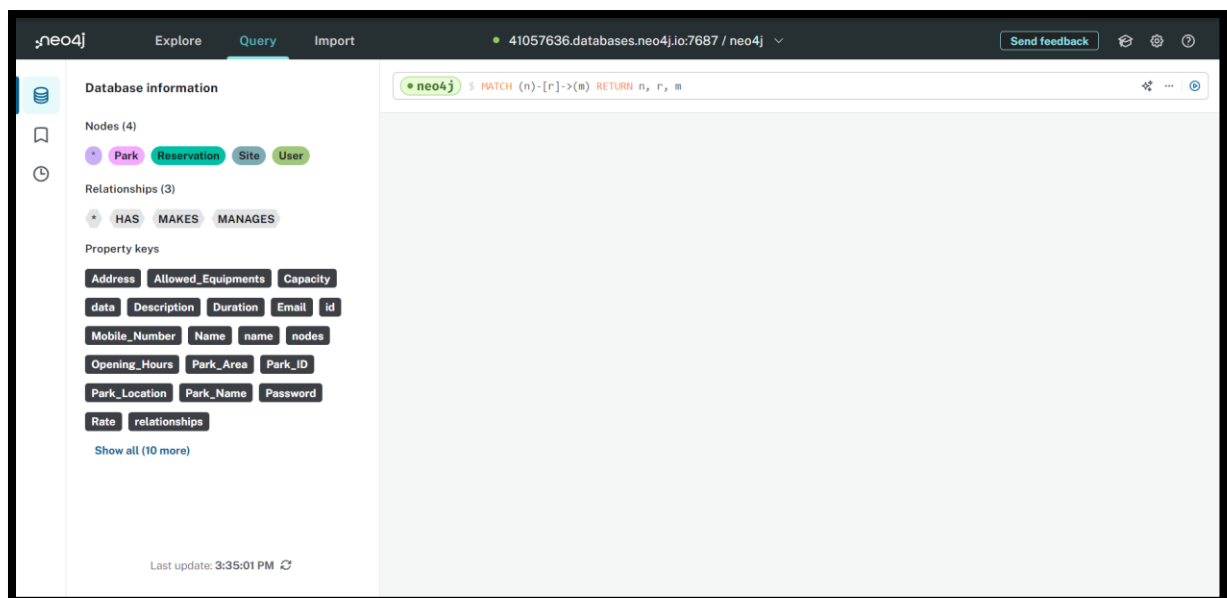 neo4j Explore Query Import 41057636.databases.neo4j.io:7687 / neo4j Send feedback
Database information
Nodes (4)
* Park Reservation Site User
Relationships (3)
* HAS MAKES MANAGES
Property keys
Address Allowed_Equipments Capacity
data Description Duration Email id
Mobile_Number Name name nodes
Opening_Hours Park_Area Park_ID
Park_Location Park_Name Password
Rate relationships
Show all (10 more)
Last update: 3:35:01 PM
neo4j $ MATCH (n)-[r]->(m) RETURN n, r, m